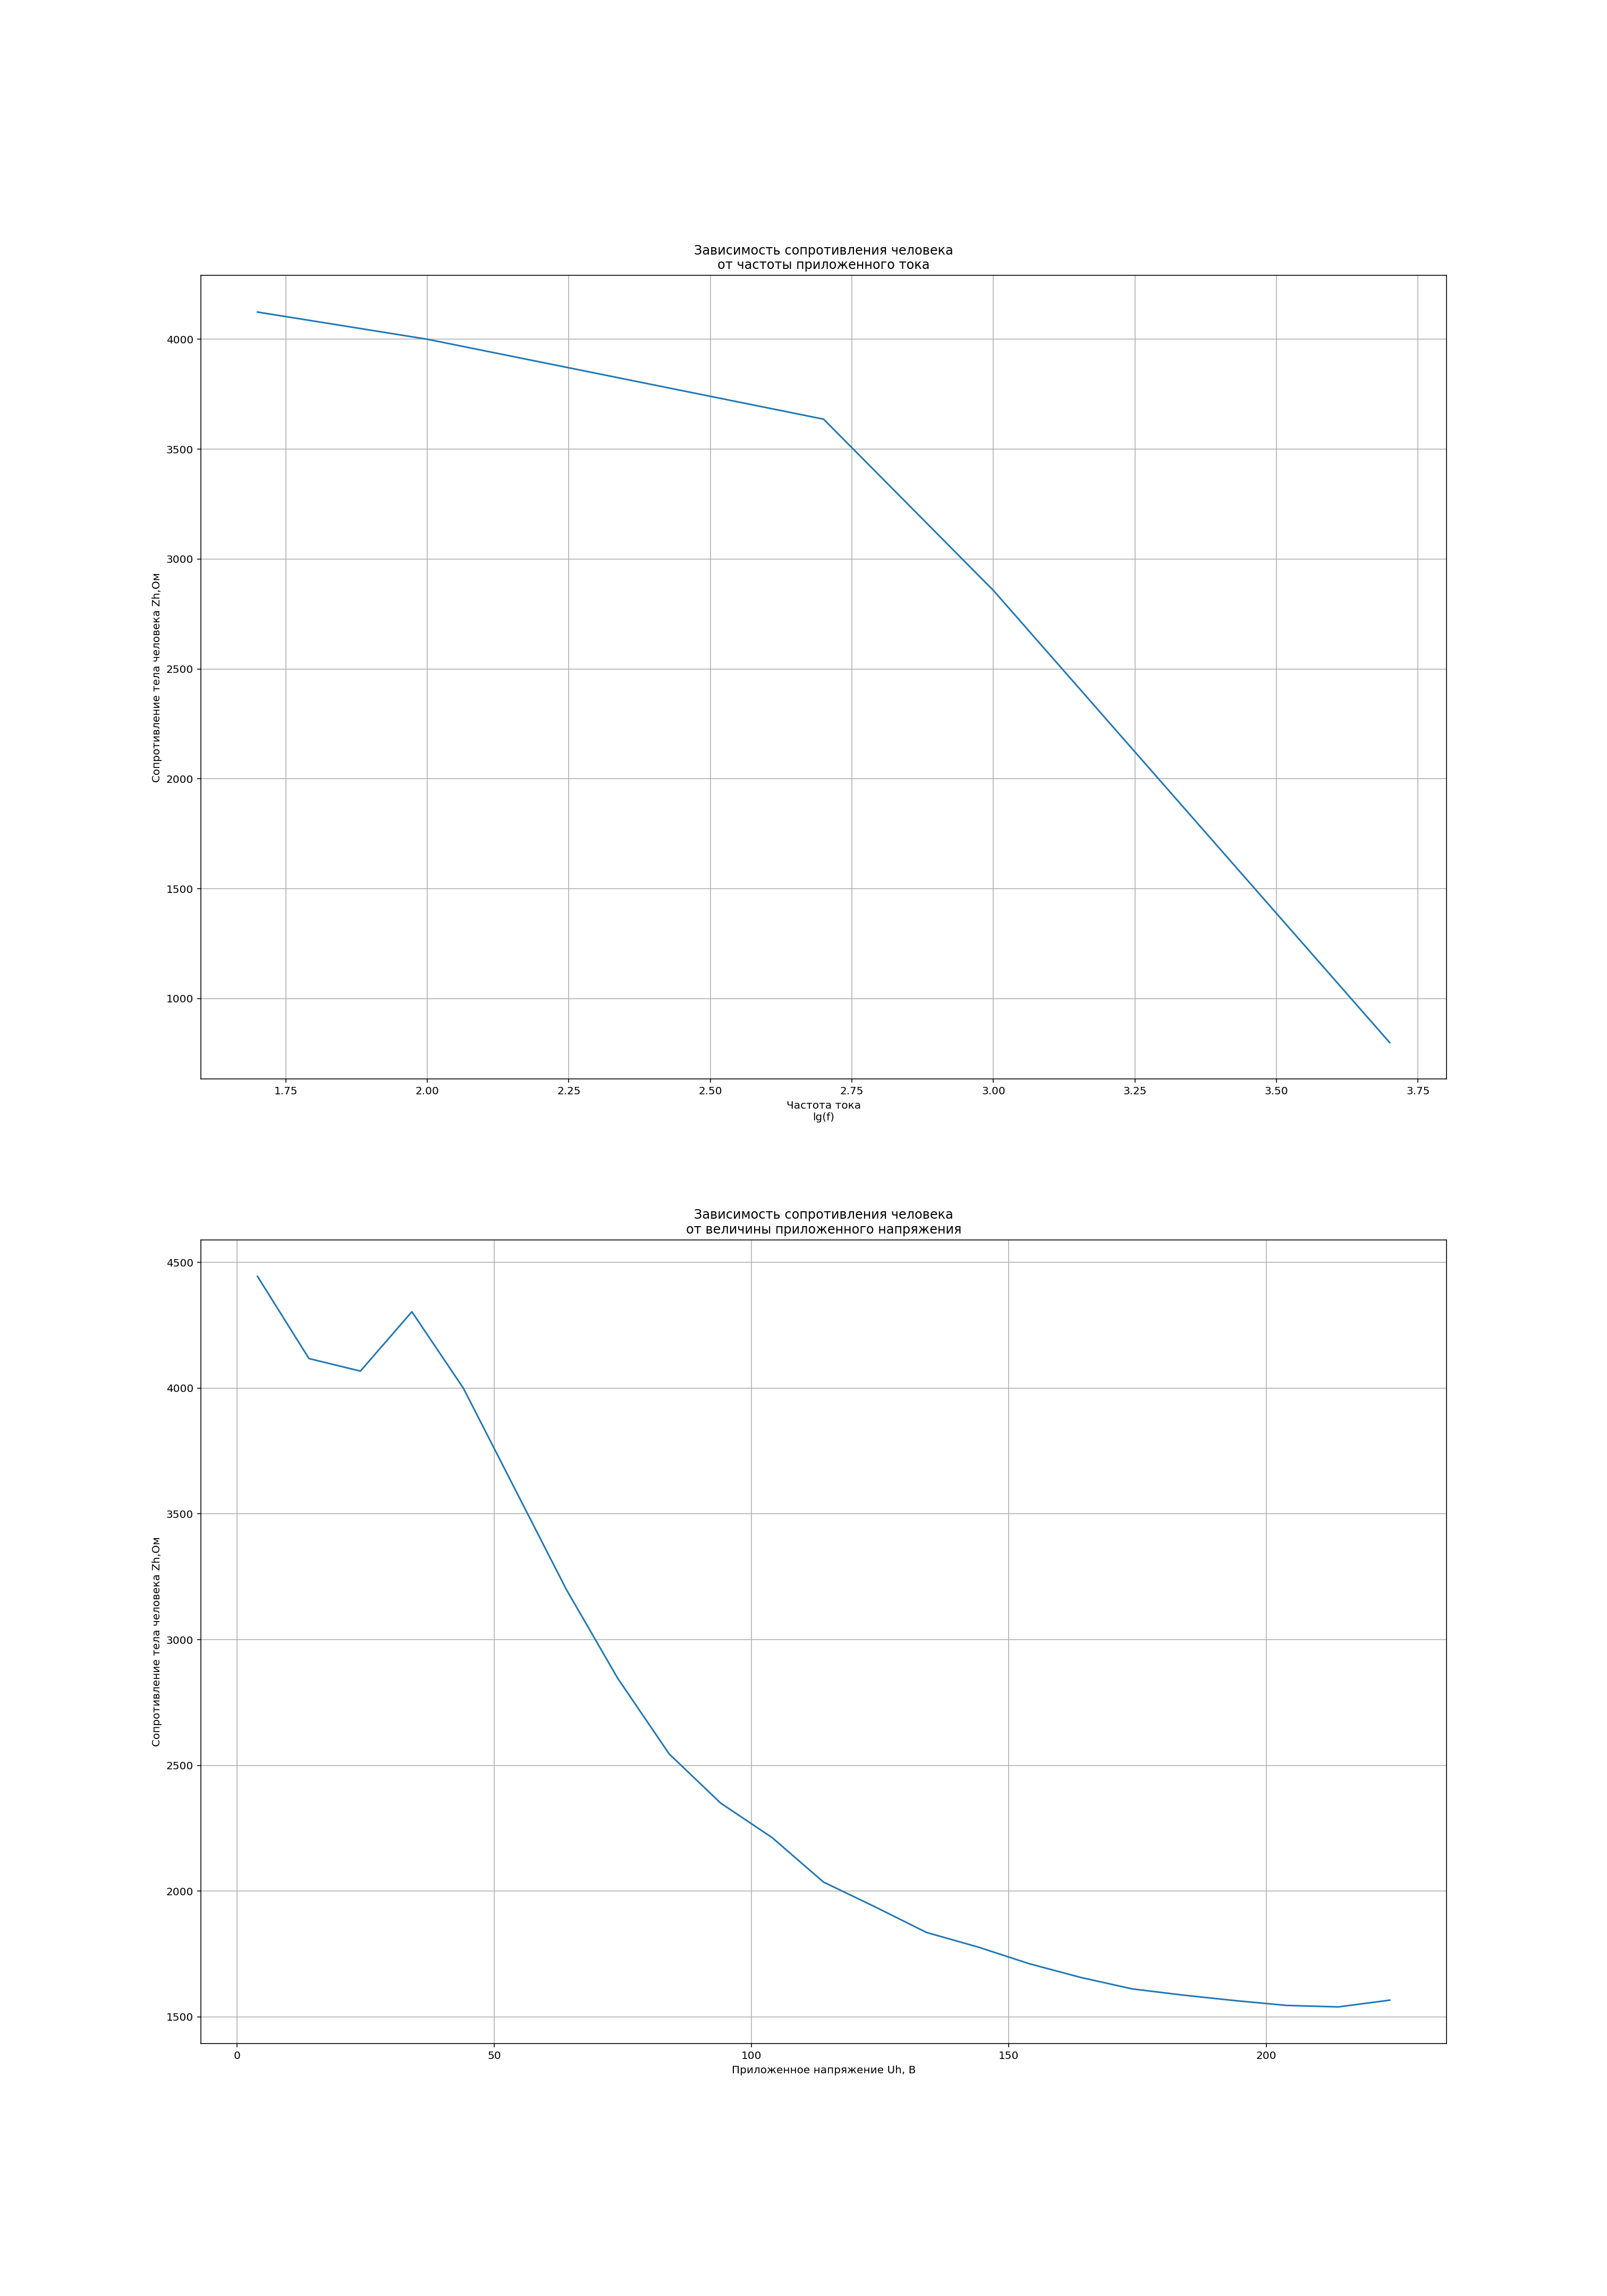 Зависимость сопротивления человека
от частоты приложенного тока
Сопротивление тела человека Zh,Ом
4000
3500
3000
2500
2000
1500
1000
1.75 2.00 2.25 2.50 2.75 3.00 3.25 3.50 3.75
Частота тока
lg(f)
Зависимость сопротивления человека
от величины приложенного напряжения
Сопротивление тела человека Zh,Ом
4500
4000
3500
3000
2500
2000
1500
0 50 100 150 200
Приложенное напряжение Uh, В